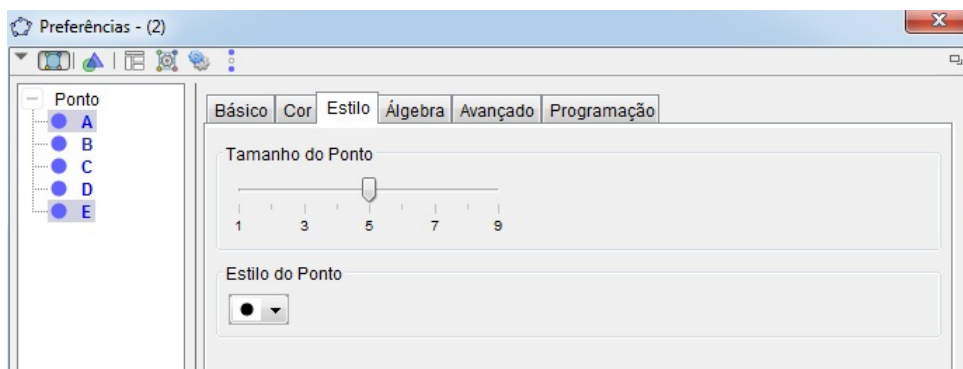 Preferências - (2)
Ponto
A
B
C
D
E
Básico Cor Estilo Álgebra Avançado Programação
Tamanho do Ponto
1 3 5 7 9
Estilo do Ponto